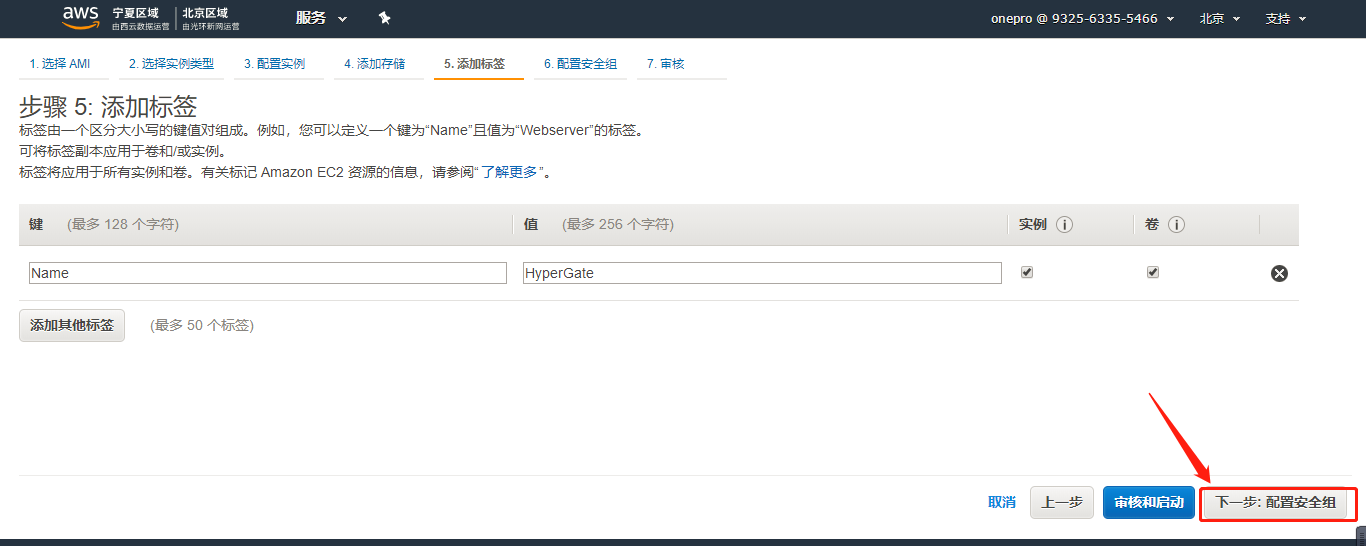 aws 宁夏区域 北京区域 服务 onepro @ 9325-6335-5466 北京 支持
由西云数据运营 由光环新网运营
1. 选择 AMI 2. 选择实例类型 3. 配置实例 4. 添加存储 5. 添加标签 6. 配置安全组 7. 审核
步骤 5: 添加标签
标签由一个区分大小写的键值对组成。例如，您可以定义一个键为“Name”且值为“Webserver”的标签。
可将标签副本应用于卷和/或实例。
标签将应用于所有实例和卷。有关标记 Amazon EC2 资源的信息，请参阅“了解更多”。
键 (最多 128 个字符) 值 (最多 256 个字符) 实例 i 卷 i
Name HyperGate
添加其他标签 (最多 50 个标签)
取消 上一步 审核和启动 下一步: 配置安全组